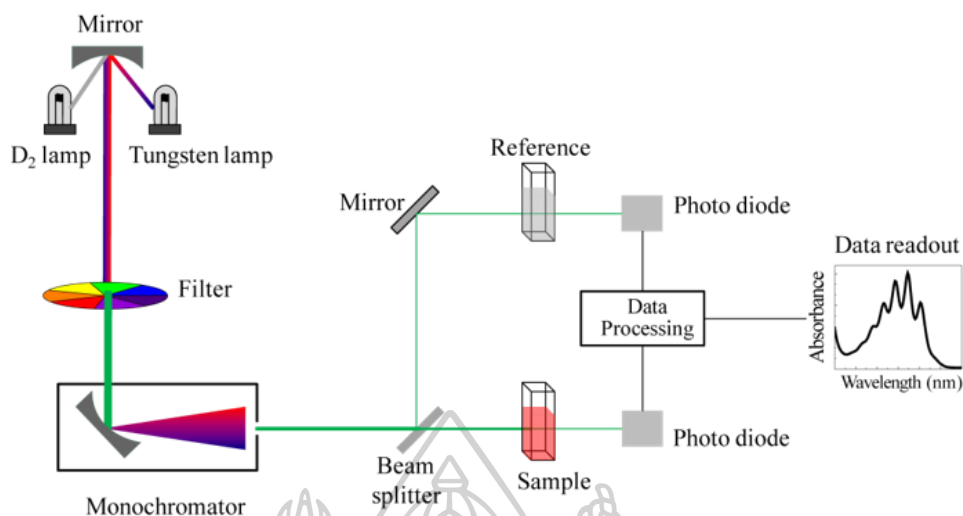 Mirror
D₂ lamp
Tungsten lamp
Filter
Monochromator
Mirror
Reference
Photo diode
Beam
splitter
Sample
Photo diode
Data
Processing
Data readout
Absorbance
Wavelength (nm)